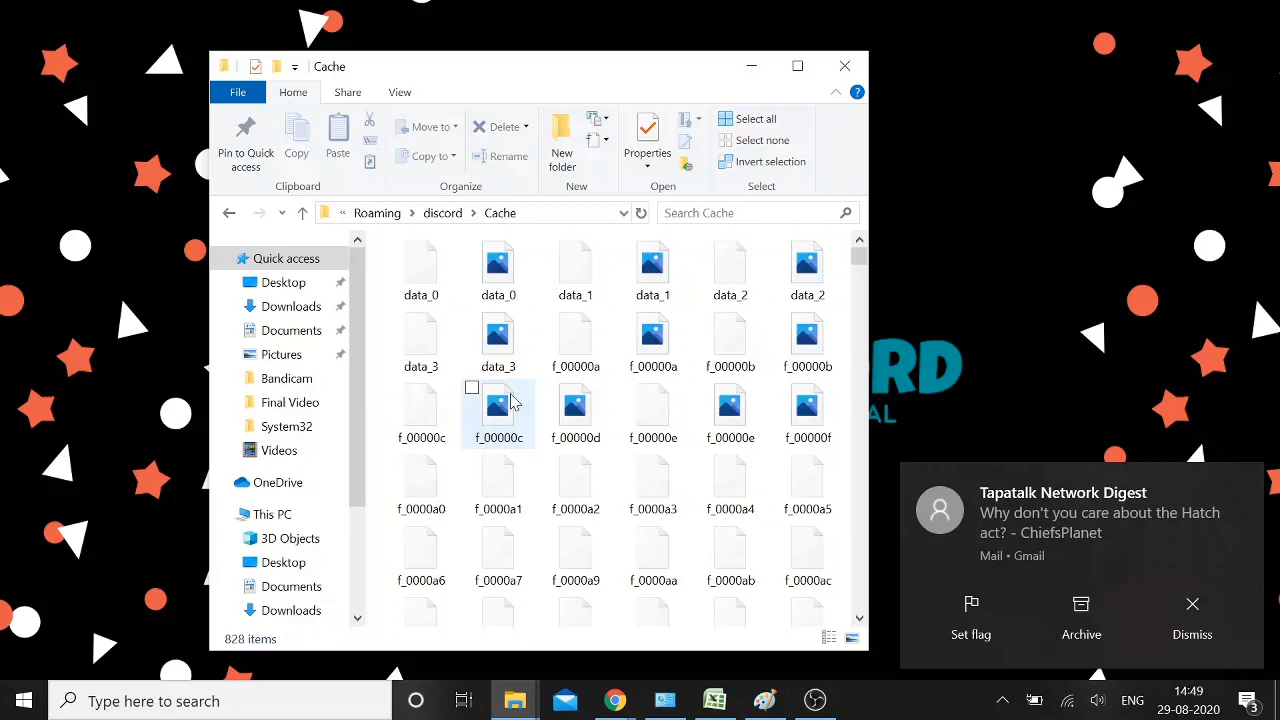 Cache
File
Home
Share
View
Pin to Quick access
Copy
Paste
Move to
Copy to
Delete
Rename
New folder
Properties
Select all
Select none
Invert selection
Clipboard
Organize
New
Open
Select
« Roaming > discord > Cache
Search Cache
Quick access
Desktop
Downloads
Documents
Pictures
Bandicam
Final Video
System32
Videos
OneDrive
This PC
3D Objects
Desktop
Documents
Downloads
data_0 data_0 data_1 data_1 data_2 data_2
data_3 data_3 f_00000a f_00000a f_00000b f_00000b
f_00000c f_00000c f_00000d f_00000e f_00000e f_00000f
f_0000a0 f_0000a1 f_0000a2 f_0000a3 f_0000a4 f_0000a5
f_0000a6 f_0000a7 f_0000a9 f_0000aa f_0000ab f_0000ac
828 items
RD
AL
Tapatalk Network Digest
Why don't you care about the Hatch
act? - ChiefsPlanet
Mail • Gmail
Set flag
Archive
Dismiss
Type here to search
ENG
14:49
29-08-2020
3